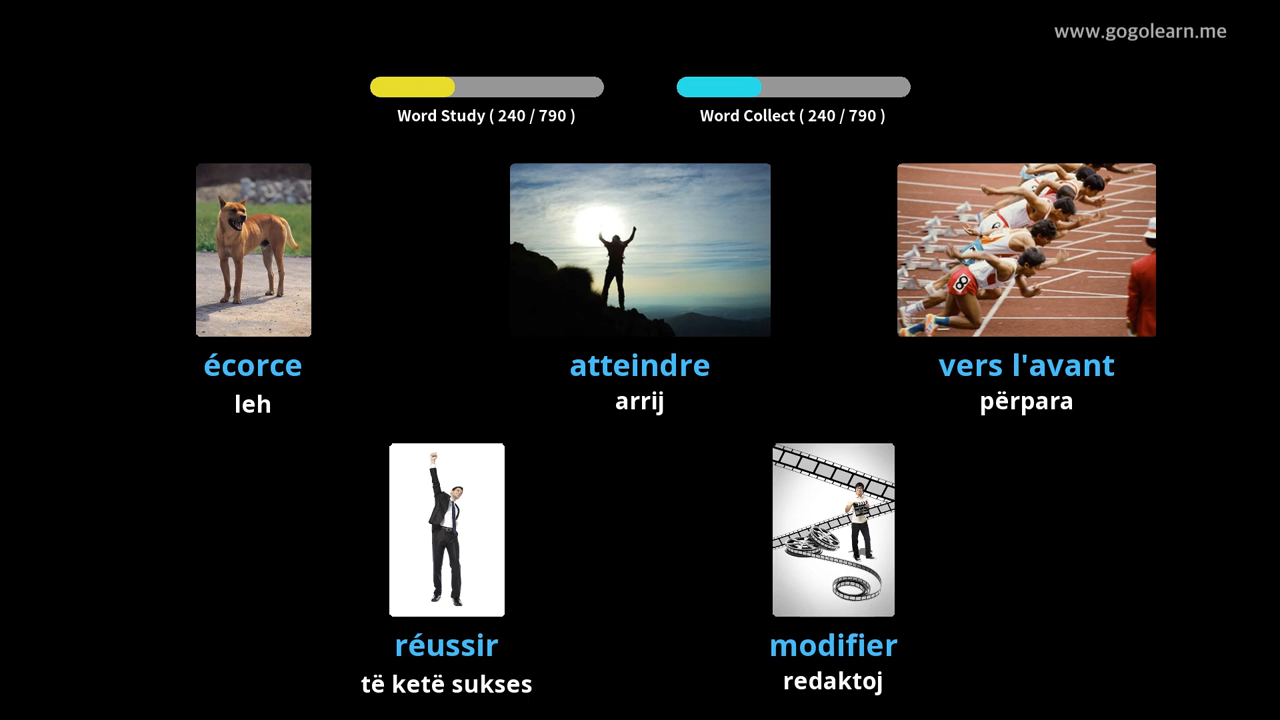 www.gogolearn.me
Word Study ( 240 / 790 )
Word Collect ( 240 / 790 )
écorce
leh
atteindre
arrij
vers l'avant
përpara
réussir
të ketë sukses
modifier
redaktoj